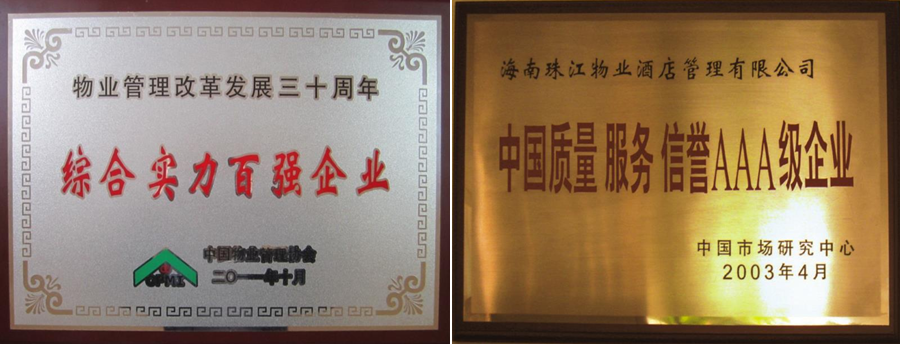 物业管理改革发展三十周年
综合实力百强企业
CPMI
中国物业管理协会
二〇一一年十月
海南珠江物业酒店管理有限公司
中国质量 服务 信誉AAA级企业
中国市场研究中心
2003年4月